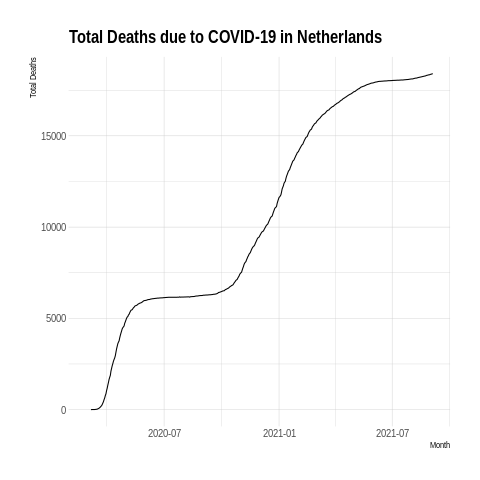 Total Deaths due to COVID-19 in Netherlands
Total Deaths
15000
10000
5000
0
2020-07 2021-01 2021-07
Month